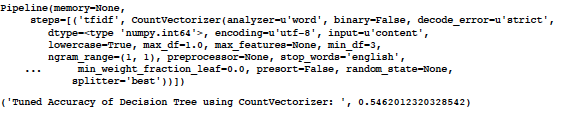 Pipeline(memory=None,
steps=[('tfidf', CountVectorizer(analyzer=u'word', binary=False, decode_error=u'strict',
dtype=<type 'numpy.int64'>, encoding=u'utf-8', input=u'content',
lowercase=True, max_df=1.0, max_features=None, min_df=3,
ngram_range=(1, 1), preprocessor=None, stop_words='english',
... min_weight_fraction_leaf=0.0, presort=False, random_state=None,
splitter='best'))])
('Tuned Accuracy of Decision Tree using CountVectorizer: ', 0.5462012320328542)